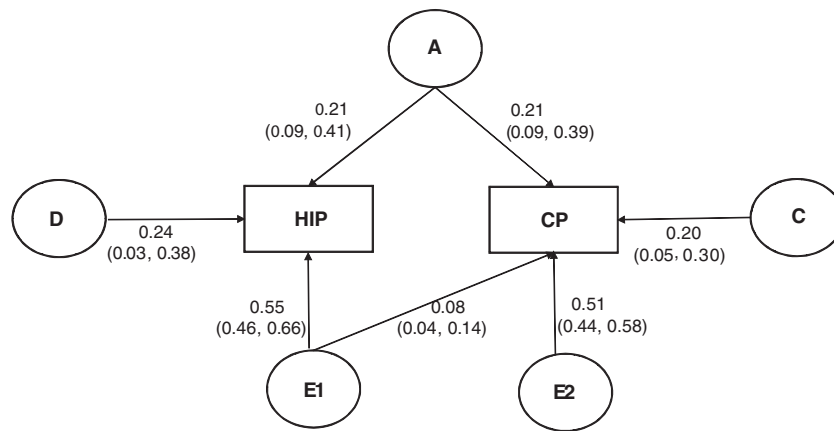 A
0.21
(0.09, 0.41)
0.21
(0.09, 0.39)
D
HIP
CP
C
0.24
(0.03, 0.38)
0.20
(0.05, 0.30)
0.55
(0.46, 0.66)
0.08
(0.04, 0.14)
0.51
(0.44, 0.58)
E1
E2